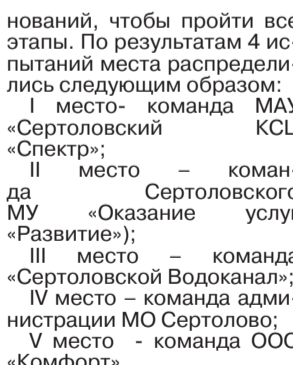 нований, чтобы пройти все
этапы. По результатам 4 ис-
пытаний места распредели-
лись следующим образом:
I место- команда МАУ
«Сертоловский КСЦ
«Спектр»;
II место – коман-
да Сертоловского
МУ «Оказание услуг
«Развитие»);
III место – команда
«Сертоловской Водоканал»;
IV место – команда адми-
нистрации МО Сертолово;
V место - команда ООО
«Комфорт»